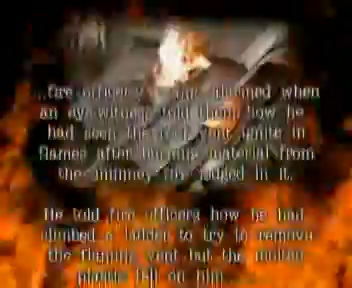 ...fire officers were stunned when
an eye witness told them how he
had seen the roof vent ignite in
flames after burning material from
the chimney lodged in it.
He told fire officers how he had
climbed a ladder to try to remove
the flaming vent but the molten
plastic fell on him...